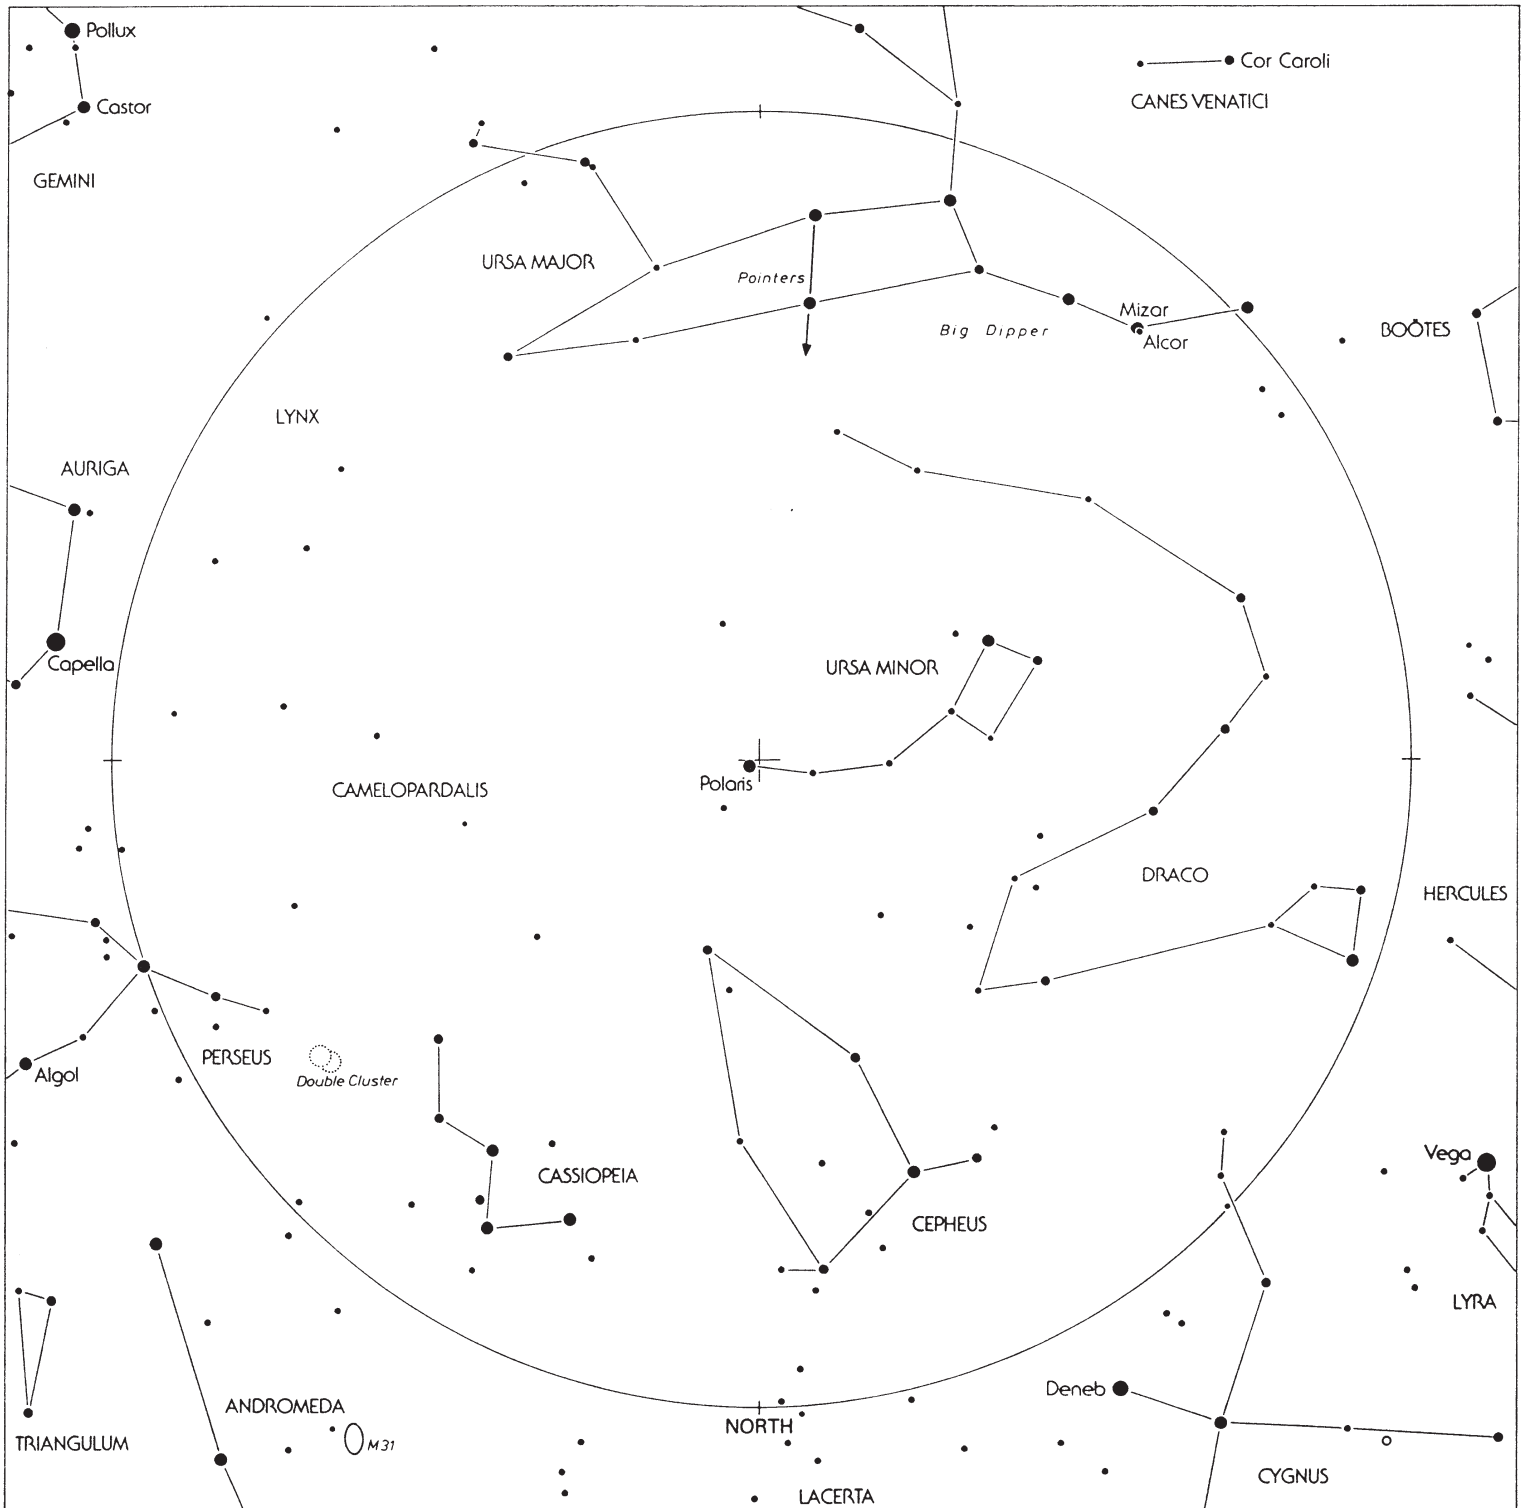 Pollux
Cor Caroli
Castor
CANES VENATICI
GEMINI
URSA MAJOR
Pointers
Mizar
Big Dipper
BOÖTES
Alcor
LYNX
AURIGA
Capella
URSA MINOR
Polaris
CAMELOPARDALIS
DRACO
HERCULES
PERSEUS
Algol
Double Cluster
Vega
CASSIOPEIA
CEPHEUS
LYRA
Deneb
ANDROMEDA
NORTH
TRIANGULUM
M31
CYGNUS
LACERTA